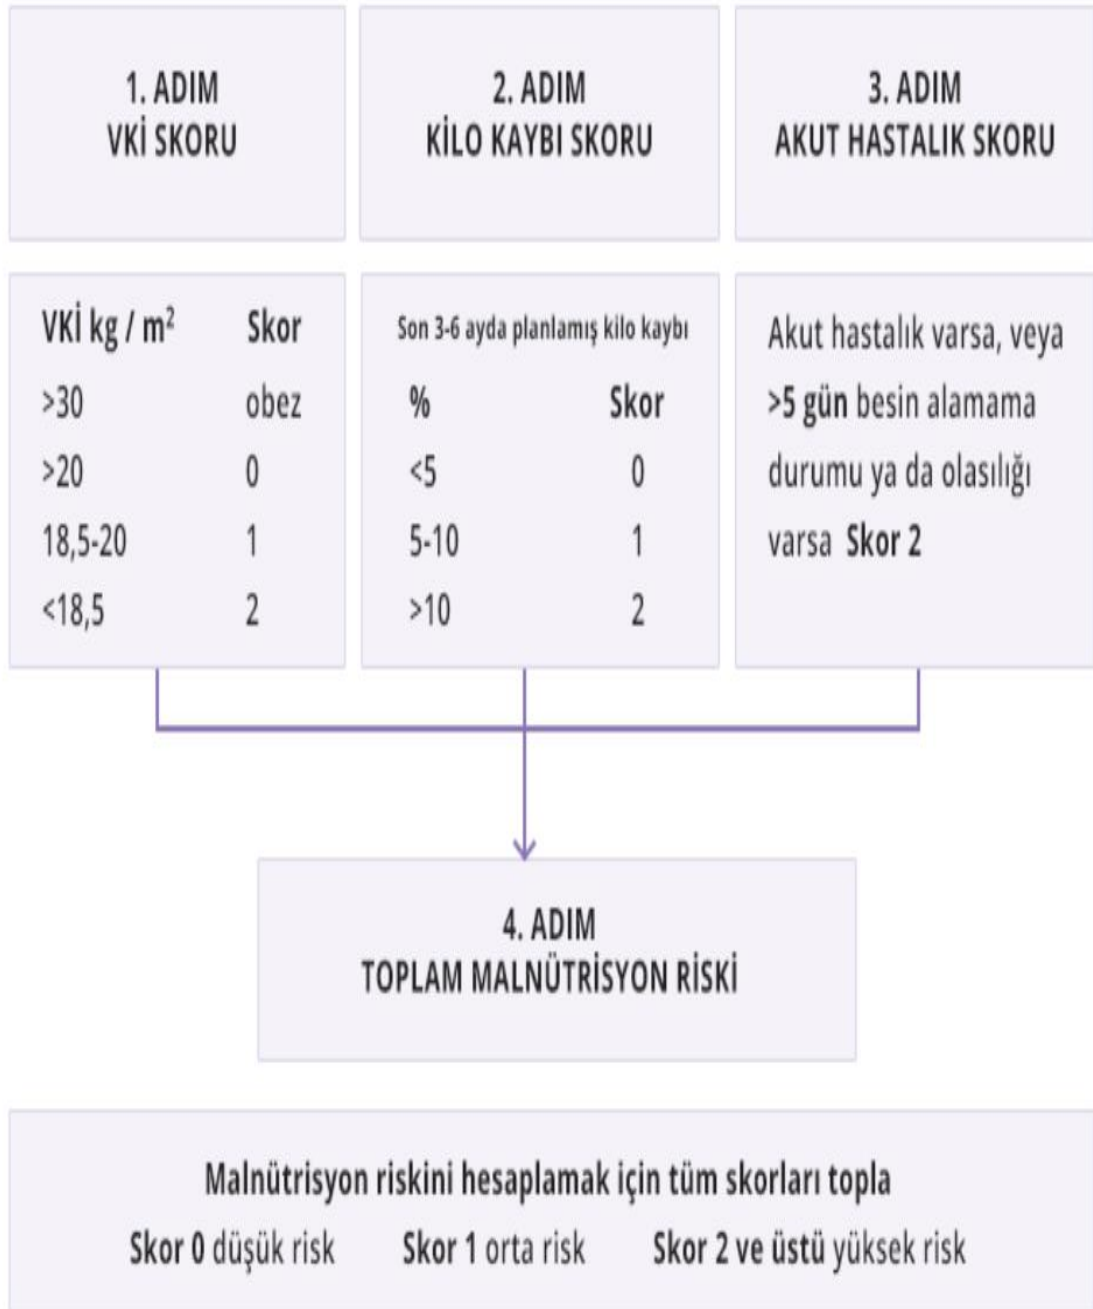 1. ADIM
VKİ SKORU
2. ADIM
KİLO KAYBI SKORU
3. ADIM
AKUT HASTALIK SKORU
VKİ kg / m² Skor
>30 obez
>20 0
18,5-20 1
<18,5 2
Son 3-6 ayda planlamış kilo kaybı
% Skor
<5 0
5-10 1
>10 2
Akut hastalık varsa, veya
>5 gün besin alamama
durumu ya da olasılığı
varsa Skor 2
4. ADIM
TOPLAM MALNÜTRİSYON RİSKİ
Malnütrisyon riskini hesaplamak için tüm skorları topla
Skor 0 düşük risk Skor 1 orta risk Skor 2 ve üstü yüksek risk